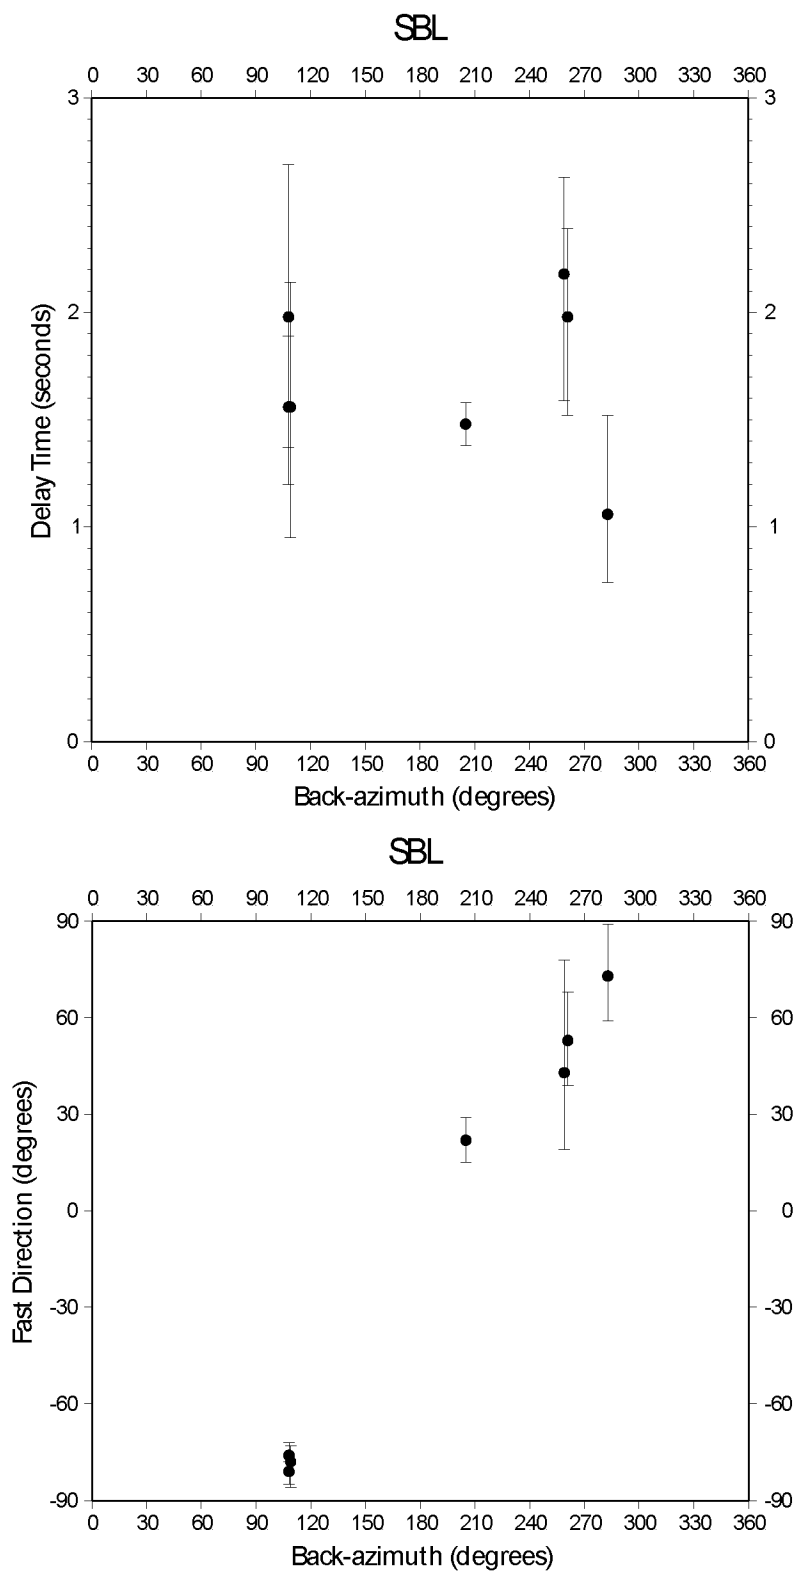 SBL
0 30 60 90 120 150 180 210 240 270 300 330 360
3 3
2 2
Delay Time (seconds)
1 1
0 0
0 30 60 90 120 150 180 210 240 270 300 330 360
Back-azimuth (degrees)
SBL
0 30 60 90 120 150 180 210 240 270 300 330 360
90 90
60 60
30 30
0 0
Fast Direction (degrees)
-30 -30
-60 -60
-90 -90
0 30 60 90 120 150 180 210 240 270 300 330 360
Back-azimuth (degrees)